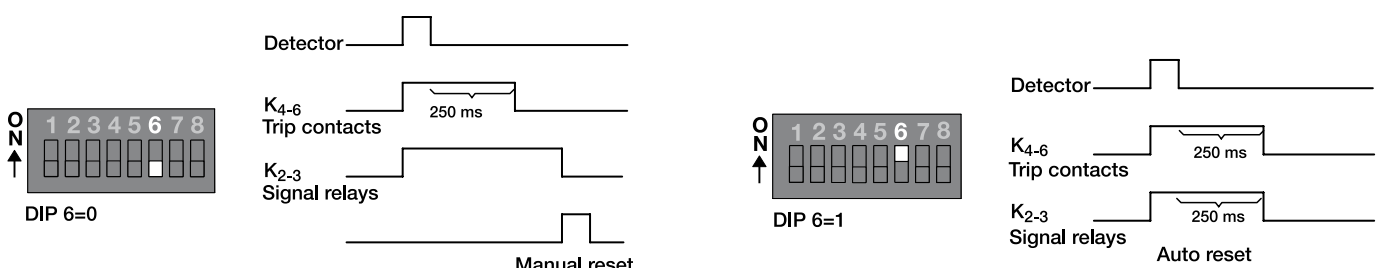 Detector
K4-6
Trip contacts
250 ms
K2-3
Signal relays
Manual reset
ON
1 2 3 4 5 6 7 8
DIP 6=0
Detector
K4-6
Trip contacts
250 ms
K2-3
Signal relays
250 ms
Auto reset
ON
1 2 3 4 5 6 7 8
DIP 6=1